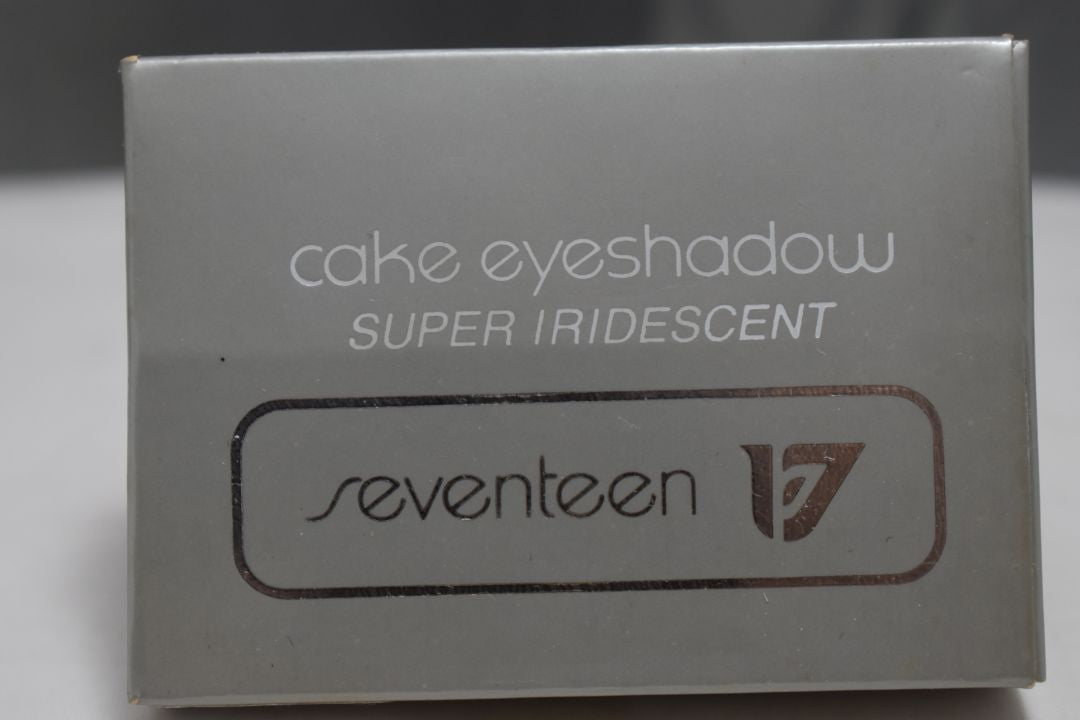 cake eyeshadow
SUPER IRIDESCENT
seventeen 17